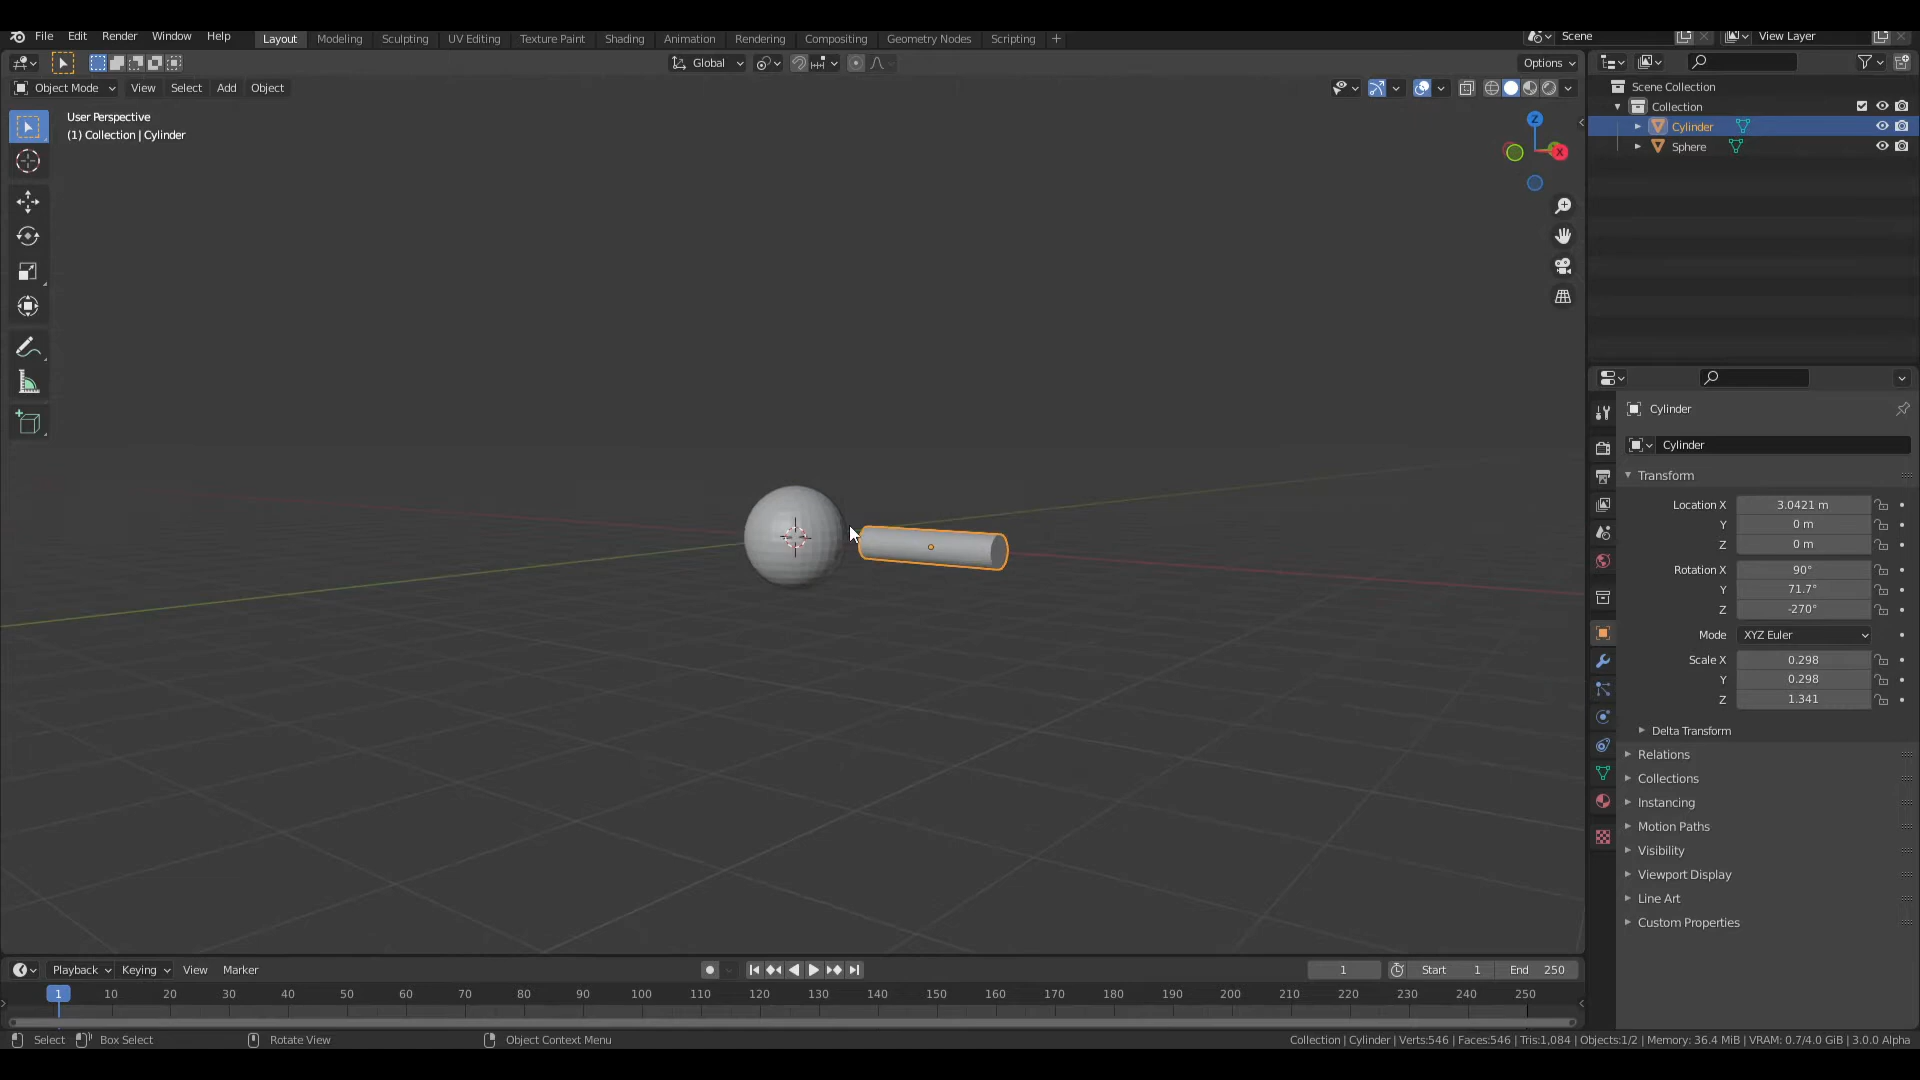 File Edit Render Window Help
Layout Modeling Sculpting UV Editing Texture Paint Shading Animation Rendering Compositing Geometry Nodes Scripting +
Scene
View Layer
Global
Options
Object Mode View Select Add Object
User Perspective
(1) Collection | Cylinder
Z
X
Scene Collection
Collection
Cylinder
Sphere
Cylinder
Cylinder
Transform
Location X 3.0421 m
Y 0 m
Z 0 m
Rotation X 90°
Y 71.7°
Z -270°
Mode XYZ Euler
Scale X 0.298
Y 0.298
Z 1.341
Delta Transform
Relations
Collections
Instancing
Motion Paths
Visibility
Viewport Display
Line Art
Custom Properties
Playback Keying View Marker
1 Start 1 End 250
1 10 20 30 40 50 60 70 80 90 100 110 120 130 140 150 160 170 180 190 200 210 220 230 240 250
Select Box Select Rotate View Object Context Menu
Collection | Cylinder | Verts:546 | Faces:546 | Tris:1,084 | Objects:1/2 | Memory: 36.4 MiB | VRAM: 0.7/4.0 GiB | 3.0.0 Alpha